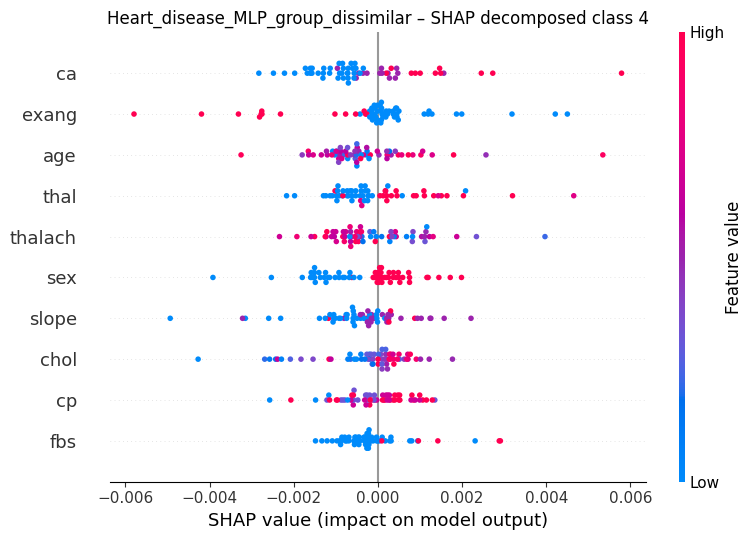 Heart_disease_MLP_group_dissimilar – SHAP decomposed class 4
High
ca
exang
age
thal
thalach
sex
slope
chol
cp
fbs
Feature value
Low
−0.006 −0.004 −0.002 0.000 0.002 0.004 0.006
SHAP value (impact on model output)